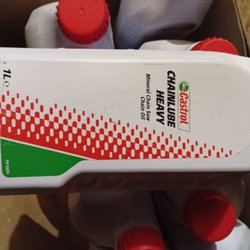 Castrol
CHAINLUBE
HEAVY
Mineral Chain Saw
Chain Oil
1L e